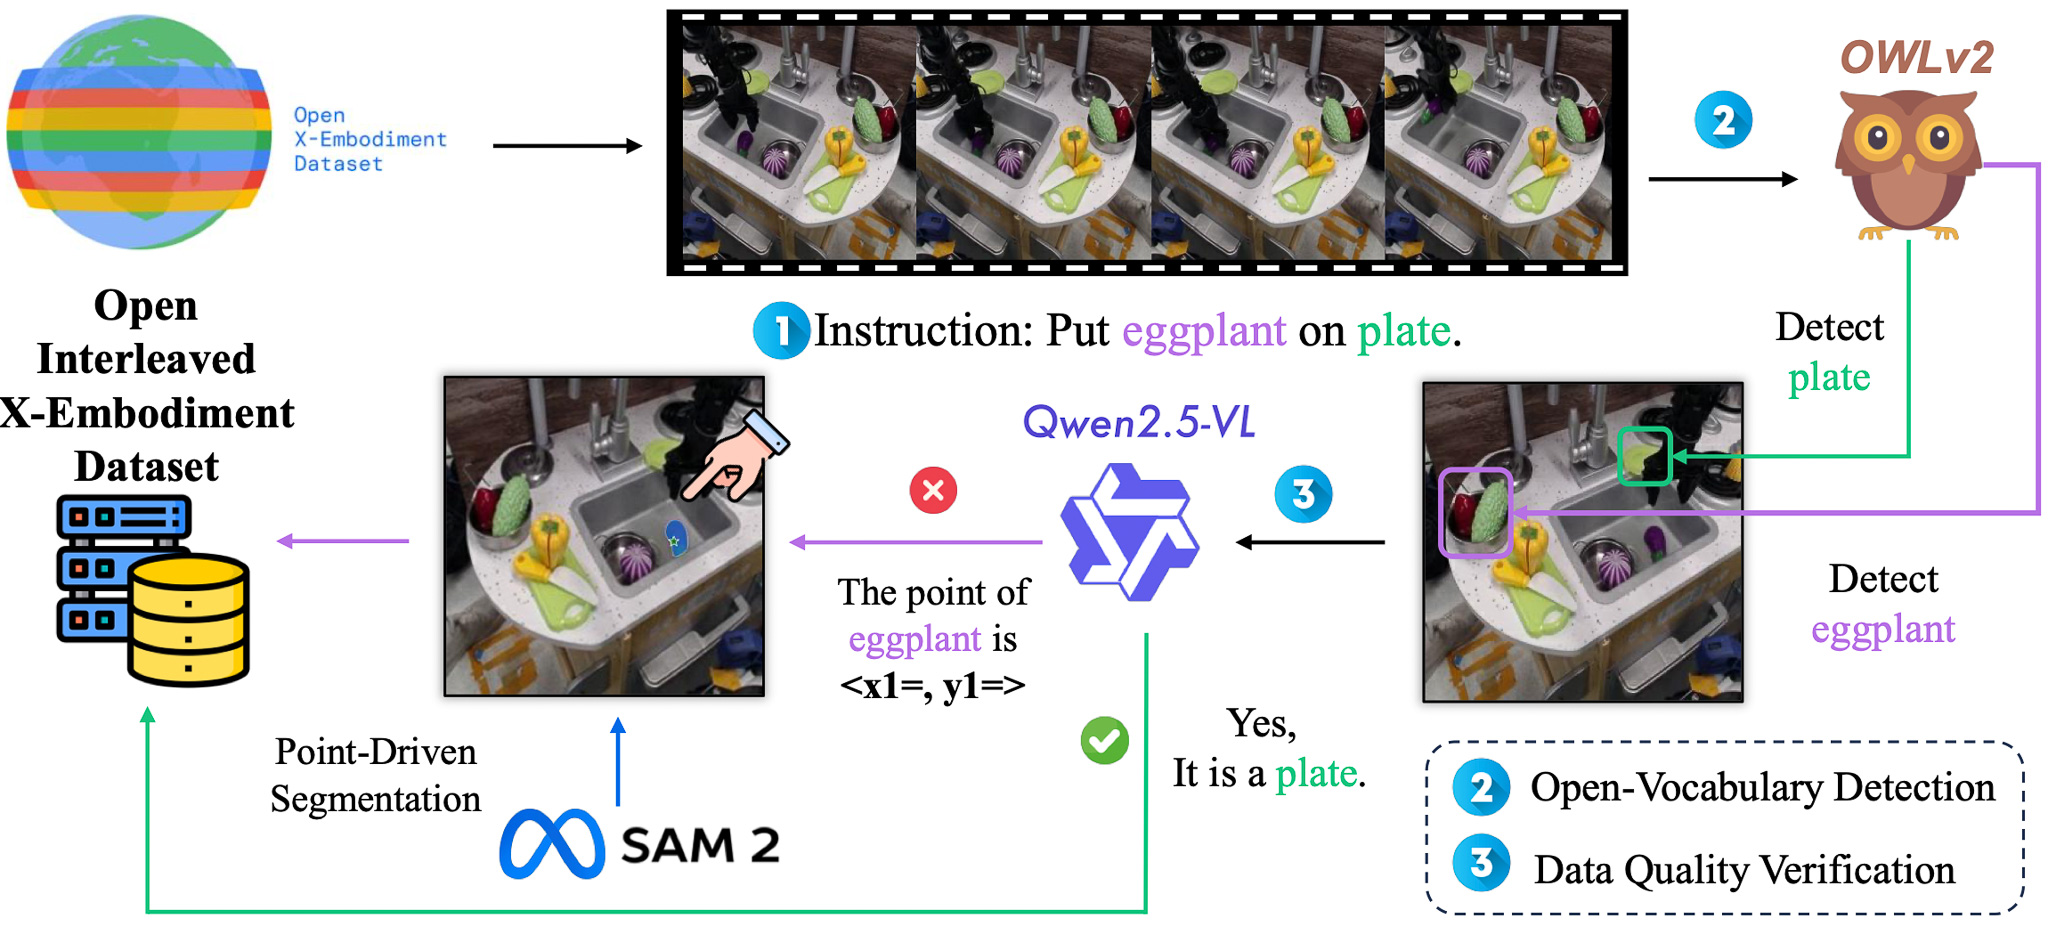 Open
X-Embodiment
Dataset
OWLv2
2
1 Instruction: Put eggplant on plate.
Detect
plate
Open
Interleaved
X-Embodiment
Dataset
Qwen2.5-VL
3
The point of
eggplant is
<x1=, y1=>
Detect
eggplant
Yes,
It is a plate.
Point-Driven
Segmentation
SAM 2
2 Open-Vocabulary Detection
3 Data Quality Verification